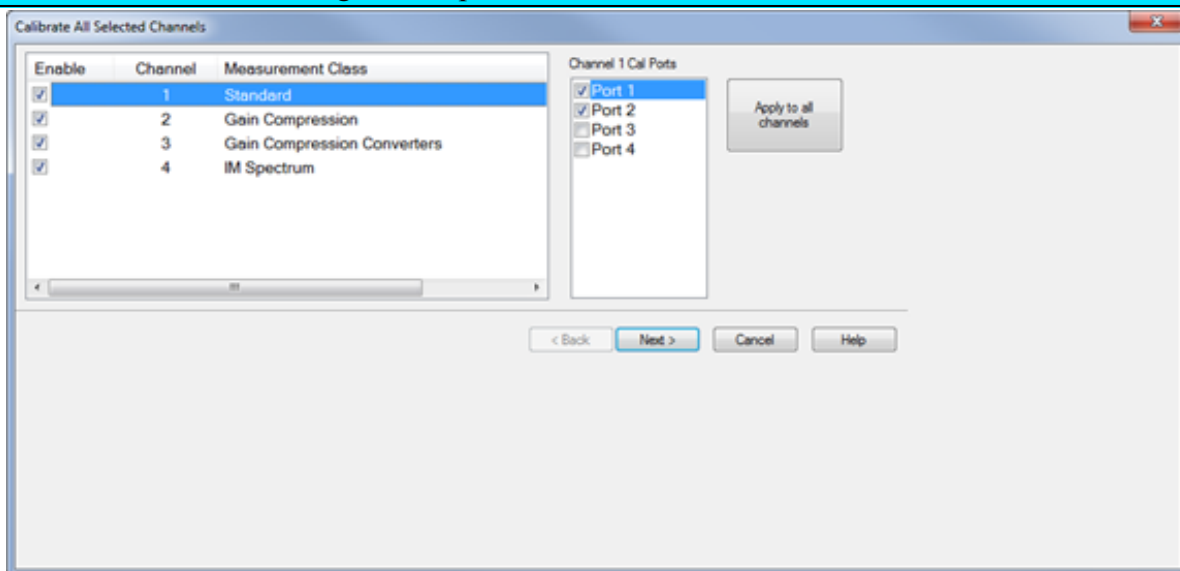 Calibrate All Selected Channels
Enable Channel Measurement Class
1 Standard
2 Gain Compression
3 Gain Compression Converters
4 IM Spectrum
Channel 1 Cal Ports
Port 1
Port 2
Port 3
Port 4
Apply to all
channels
< Back Next > Cancel Help